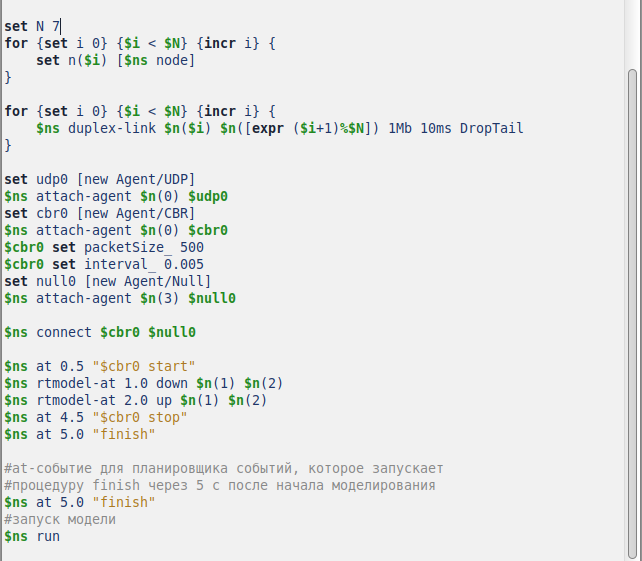 set N 7
for {set i 0} {$i < $N} {incr i} {
    set n($i) [$ns node]
}

for {set i 0} {$i < $N} {incr i} {
    $ns duplex-link $n($i) $n([expr ($i+1)%$N]) 1Mb 10ms DropTail
}

set udp0 [new Agent/UDP]
$ns attach-agent $n(0) $udp0
set cbr0 [new Agent/CBR]
$ns attach-agent $n(0) $cbr0
$cbr0 set packetSize_ 500
$cbr0 set interval_ 0.005
set null0 [new Agent/Null]
$ns attach-agent $n(3) $null0

$ns connect $cbr0 $null0

$ns at 0.5 "$cbr0 start"
$ns rtmodel-at 1.0 down $n(1) $n(2)
$ns rtmodel-at 2.0 up $n(1) $n(2)
$ns at 4.5 "$cbr0 stop"
$ns at 5.0 "finish"

#at-событие для планировщика событий, которое запускает
#процедуру finish через 5 с после начала моделирования
$ns at 5.0 "finish"
#запуск модели
$ns run